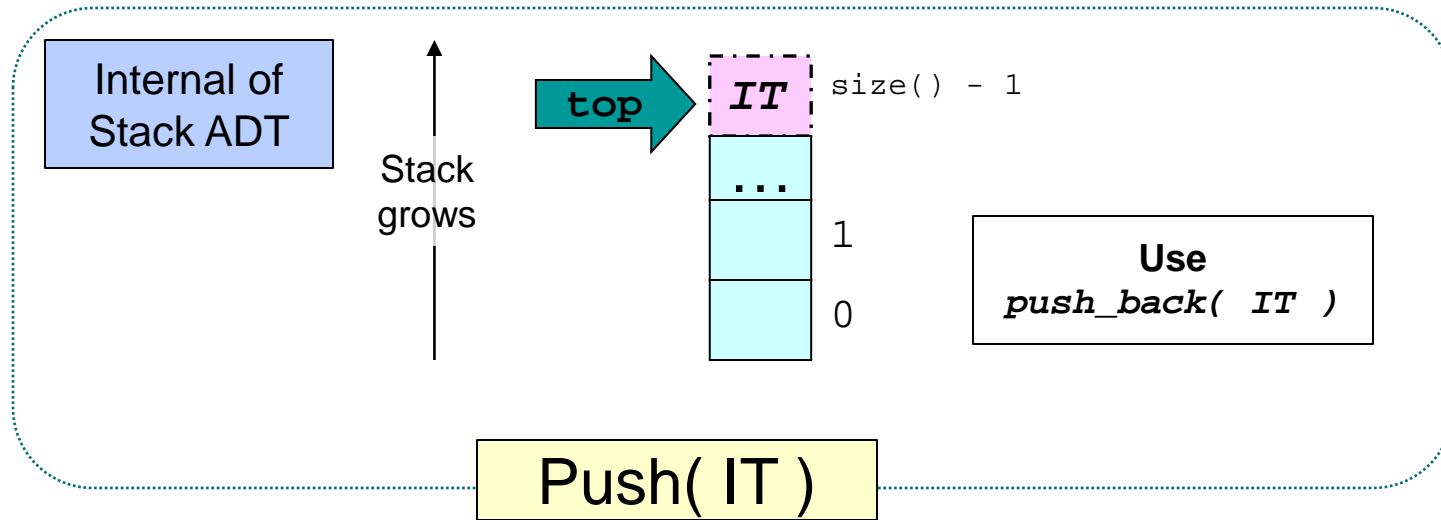 Internal of
Stack ADT
Stack
grows
top
IT
size() - 1
...
1
0
Use
push_back( IT )
Push( IT )